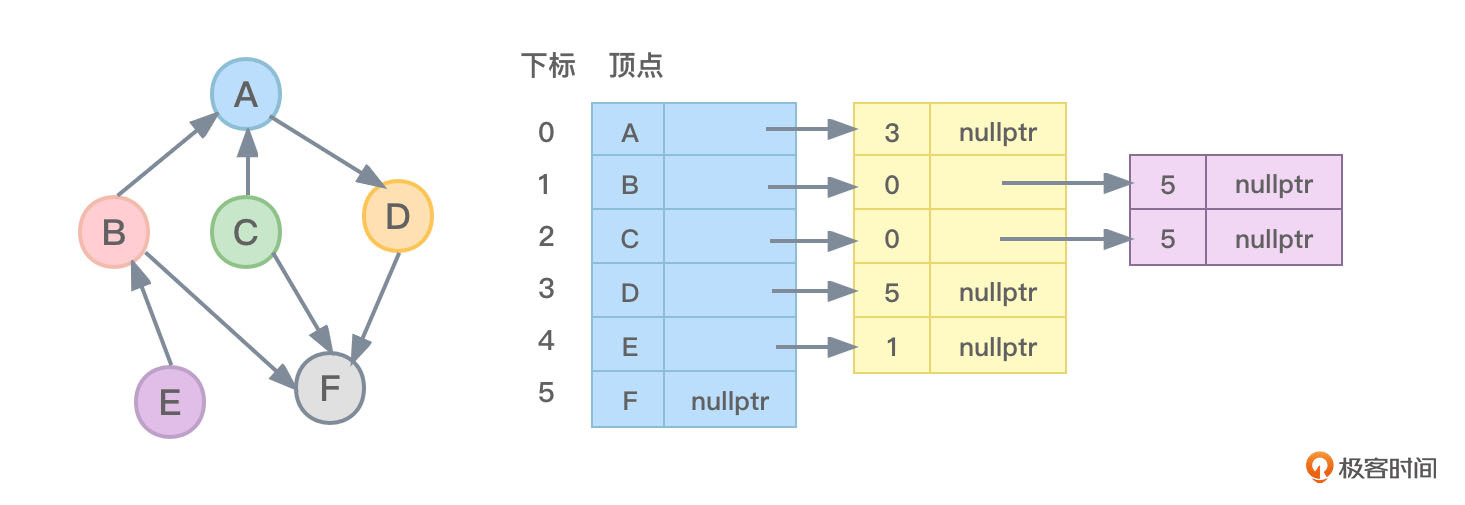 下标 顶点
A
B
C
D
E
F
0 A 3 nullptr
1 B 0 5 nullptr
2 C 0 5 nullptr
3 D 5 nullptr
4 E 1 nullptr
5 F nullptr
极客时间